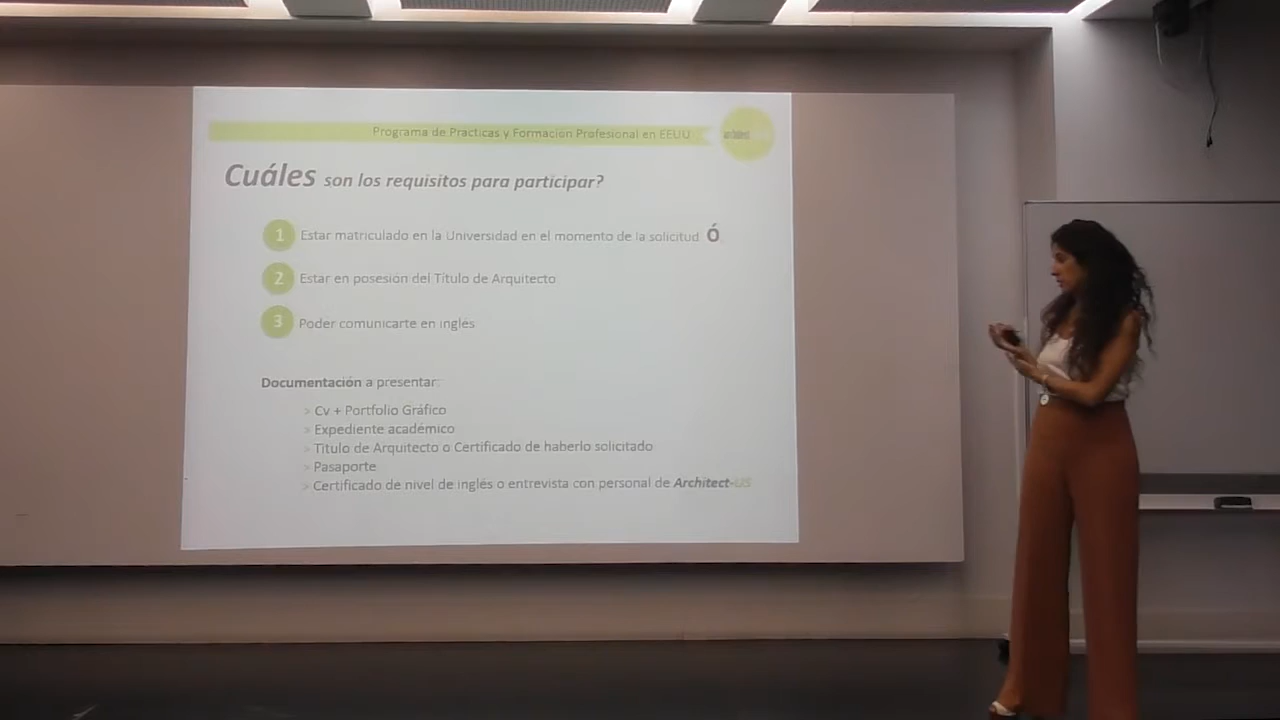 Programa de Practicas y Formación Profesional en EEUU
Cuáles son los requisitos para participar?
1 Estar matriculado en la Universidad en el momento de la solicitud Ó
2 Estar en posesión del Título de Arquitecto
3 Poder comunicarte en inglés
Documentación a presentar:
> Cv + Portfolio Gráfico
> Expediente académico
> Título de Arquitecto o Certificado de haberlo solicitado
> Pasaporte
> Certificado de nivel de inglés o entrevista con personal de Architect-US